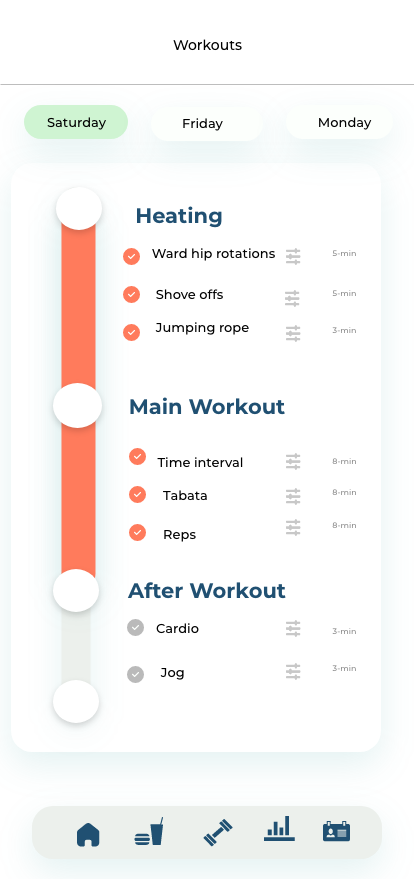 Workouts
Saturday
Friday
Monday
Heating
Ward hip rotations 5-min
Shove offs 5-min
Jumping rope 3-min
Main Workout
Time interval 8-min
Tabata 8-min
Reps 8-min
After Workout
Cardio 3-min
Jog 3-min